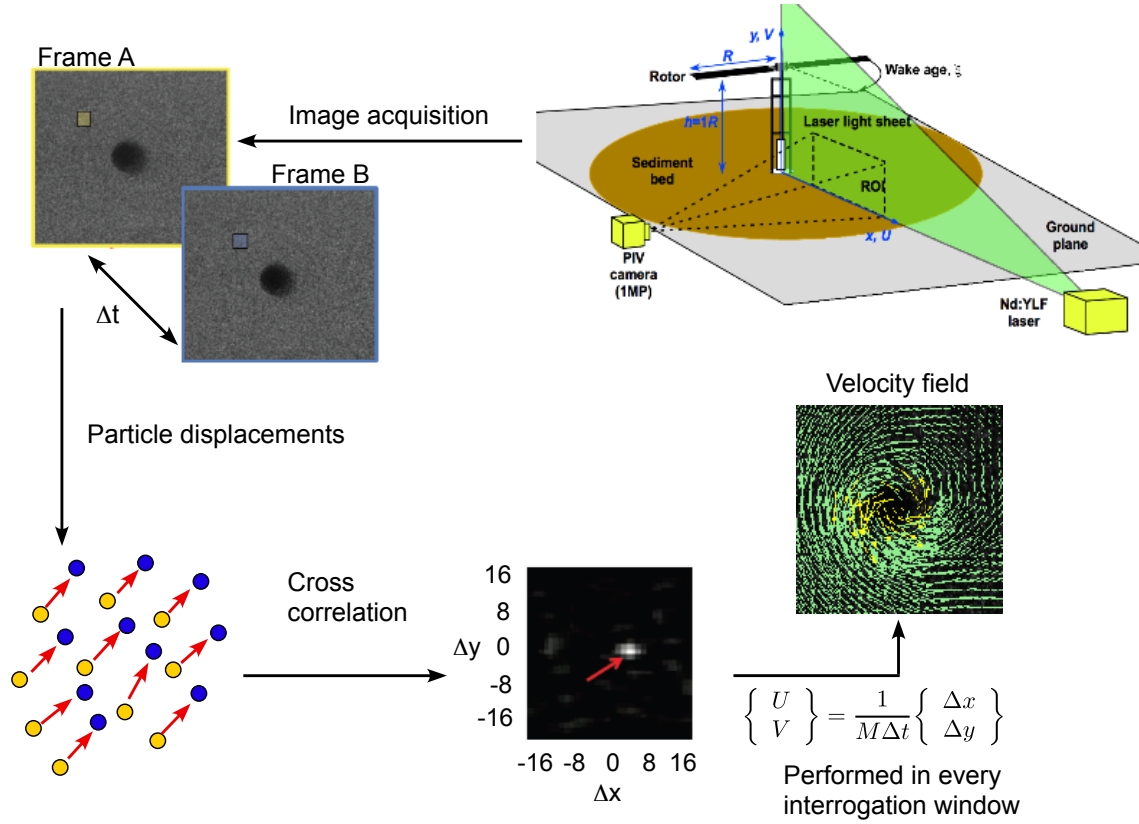 Frame A
Image acquisition
Frame B
Δt
y, V
R
Rotor
Wake age, ξ
h=1R
Laser light sheet
Sediment
bed
ROI
x, U
Ground
plane
PIV
camera
(1MP)
Nd:YLF
laser
Particle displacements
Velocity field
Cross
correlation
16
8
Δy 0
-8
-16
-16 -8 0 8 16
Δx
{ U V } = 1 / MΔt { Δx Δy }
Performed in every
interrogation window